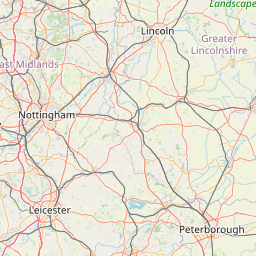 Landscape
Lincoln
Greater
Lincolnshire
East Midlands
Nottingham
Leicester
Peterborough